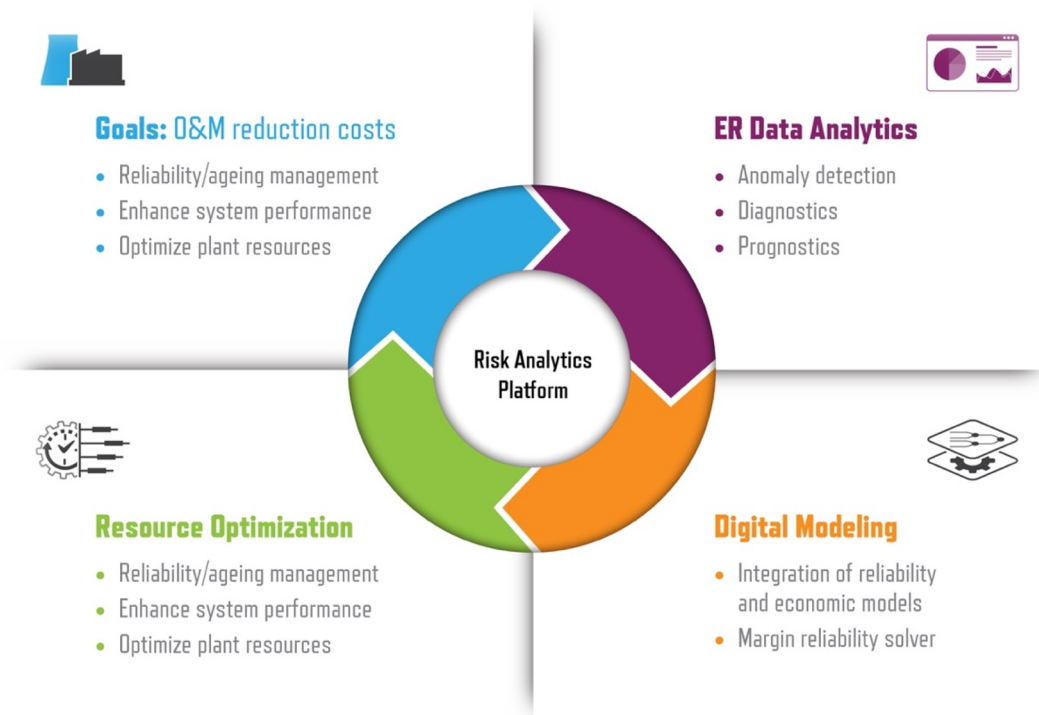 Goals: O&M reduction costs
• Reliability/ageing management
• Enhance system performance
• Optimize plant resources
ER Data Analytics
• Anomaly detection
• Diagnostics
• Prognostics
Risk Analytics
Platform
Resource Optimization
• Reliability/ageing management
• Enhance system performance
• Optimize plant resources
Digital Modeling
• Integration of reliability
and economic models
• Margin reliability solver